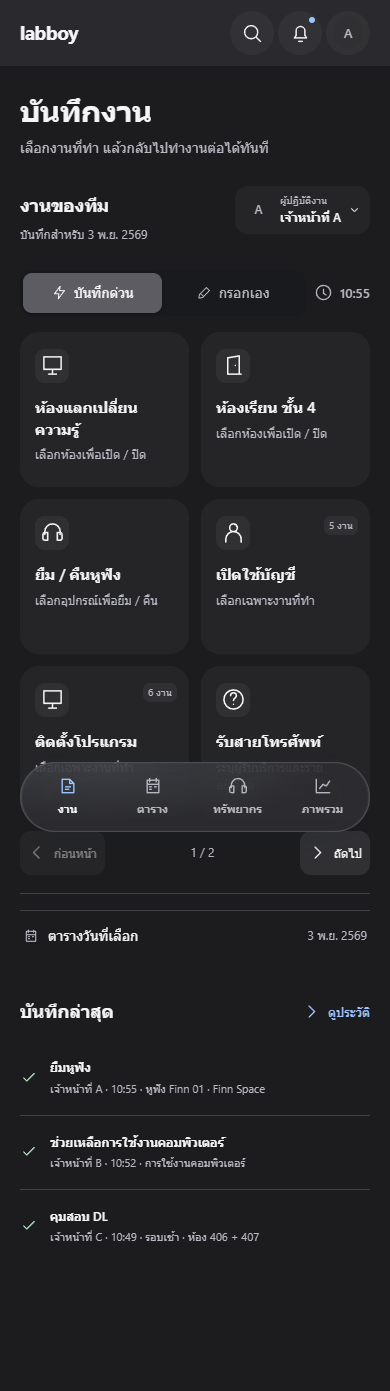 labboy
A
บันทึกงาน
เลือกงานที่ทำ แล้วกลับไปทำงานต่อได้ทันที
งานของทีม
บันทึกสำหรับ 3 พ.ย. 2569
A
ผู้ปฏิบัติงาน
เจ้าหน้าที่ A
บันทึกด่วน
กรอกเอง
10:55
ห้องแลกเปลี่ยน
ความรู้
เลือกห้องเพื่อเปิด / ปิด
ห้องเรียน ชั้น 4
เลือกห้องเพื่อเปิด / ปิด
ยืม / คืนหูฟัง
เลือกอุปกรณ์เพื่อยืม / คืน
5 งาน
เปิดใช้บัญชี
เลือกเฉพาะงานที่ทำ
6 งาน
ติดตั้งโปรแกรม
เลือกเฉพาะงานที่ทำ
รับสายโทรศัพท์
งาน
ตาราง
ทรัพยากร
ภาพรวม
ก่อนหน้า
1 / 2
ถัดไป
ตารางวันที่เลือก
3 พ.ย. 2569
บันทึกล่าสุด
ดูประวัติ
ยืมหูฟัง
เจ้าหน้าที่ A · 10:55 · หูฟัง Finn 01 · Finn Space
ช่วยเหลือการใช้งานคอมพิวเตอร์
เจ้าหน้าที่ B · 10:52 · การใช้งานคอมพิวเตอร์
คุมสอบ DL
เจ้าหน้าที่ C · 10:49 · รอบเช้า · ห้อง 406 + 407